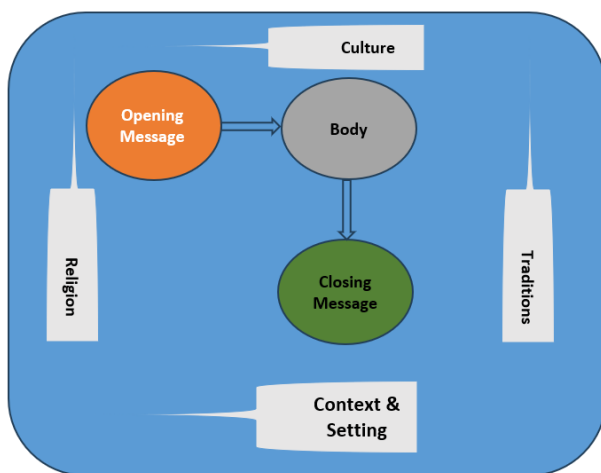 Culture
Opening
Message
Body
Religion
Traditions
Closing
Message
Context &
Setting